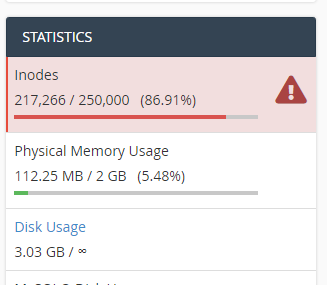 STATISTICS
Inodes
217,266 / 250,000 (86.91%)
Physical Memory Usage
112.25 MB / 2 GB (5.48%)
Disk Usage
3.03 GB / ∞